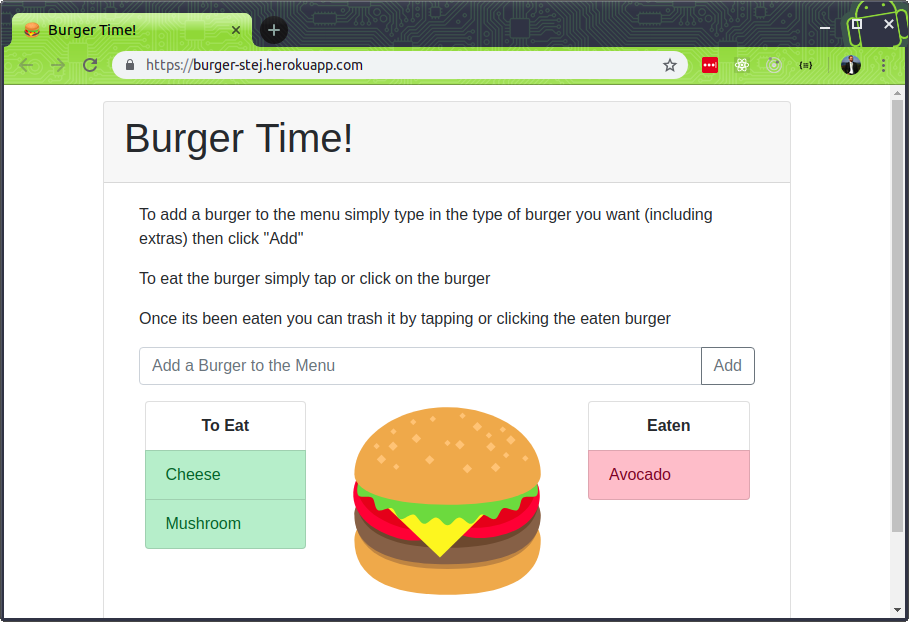 Burger Time!
https://burger-stej.herokuapp.com
Burger Time!
To add a burger to the menu simply type in the type of burger you want (including
extras) then click "Add"
To eat the burger simply tap or click on the burger
Once its been eaten you can trash it by tapping or clicking the eaten burger
Add a Burger to the Menu Add
To Eat
Cheese
Mushroom
Eaten
Avocado